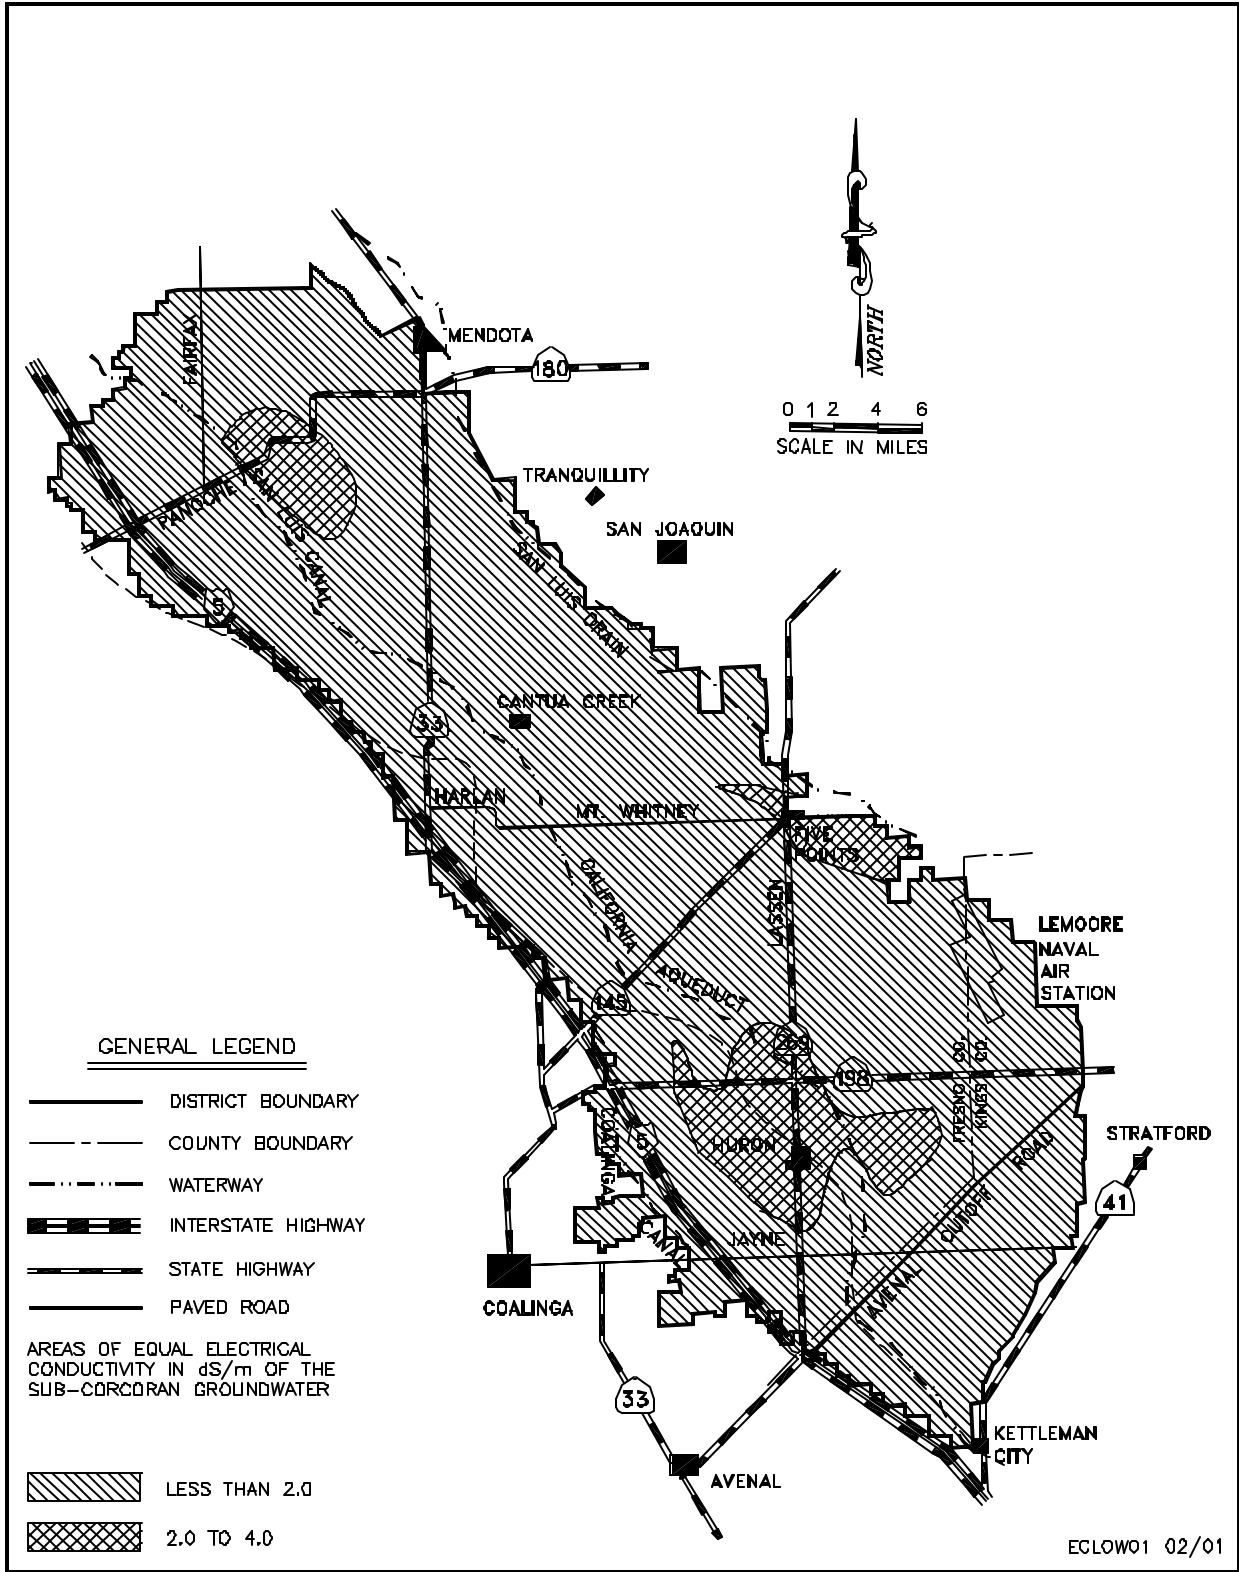 NORTH
0 1 2 4 6
SCALE IN MILES
MENDOTA
180
FAIRFAX
TRANQUILLITY
SAN JOAQUIN
PANOCHE
SAN LUIS CANAL
SAN LUIS DRAIN
5
CANTUA CREEK
33
HARLAN
MT. WHITNEY
FIVE
POINTS
CALIFORNIA
LASSEN
AQUEDUCT
LEMOORE
NAVAL
AIR
STATION
145
269
198
FRESNO CO.
KINGS CO.
COALINGA
5
HURON
STRATFORD
41
CUTOFF ROAD
CANAL
JAYNE
AVENAL
COALINGA
33
AVENAL
KETTLEMAN
CITY
GENERAL LEGEND
DISTRICT BOUNDARY
COUNTY BOUNDARY
WATERWAY
INTERSTATE HIGHWAY
STATE HIGHWAY
PAVED ROAD
AREAS OF EQUAL ELECTRICAL
CONDUCTIVITY IN dS/m OF THE
SUB-CORCORAN GROUNDWATER
LESS THAN 2.0
2.0 TO 4.0
ECLOW01 02/01